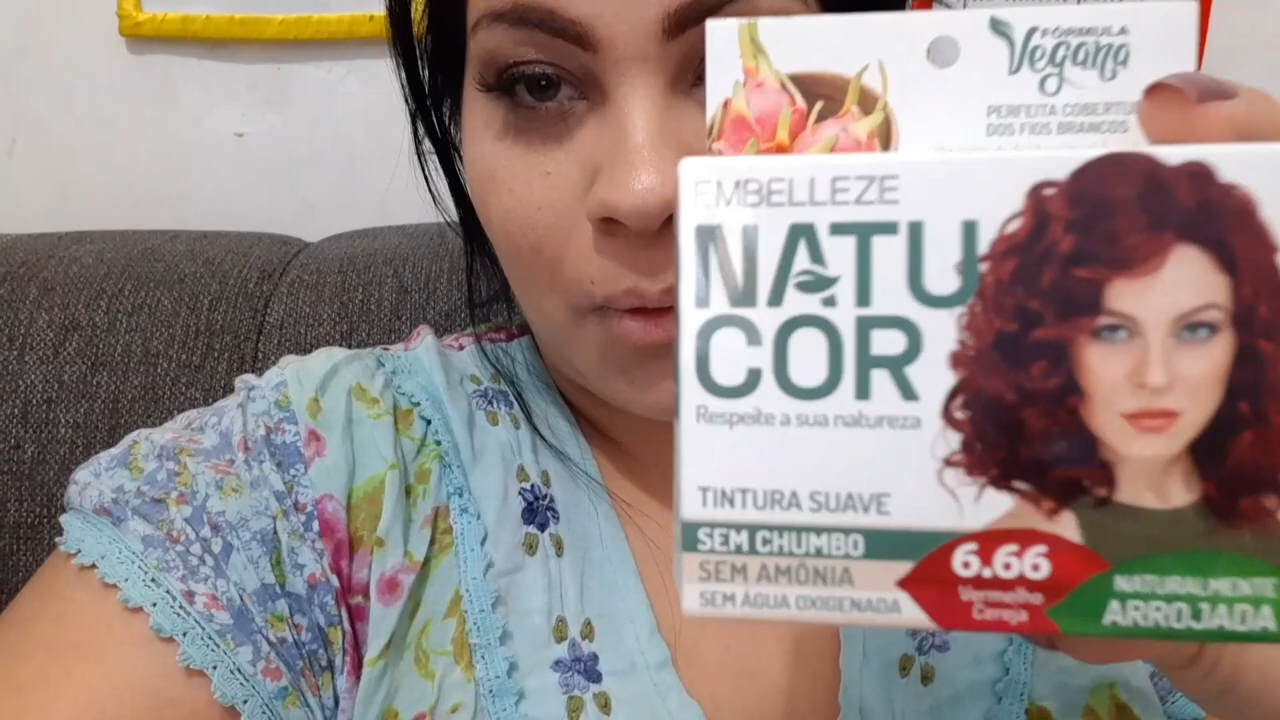 FÓRMULA
Vegana
PERFEITA COBERTU
DOS FIOS BRANCOS
EMBELLEZE
NATU
COR
Respeite a sua natureza
TINTURA SUAVE
SEM CHUMBO
SEM AMÔNIA
SEM ÁGUA OXIGENADA
6.66
Vermelho
Cereja
NATURALMENTE
ARROJADA